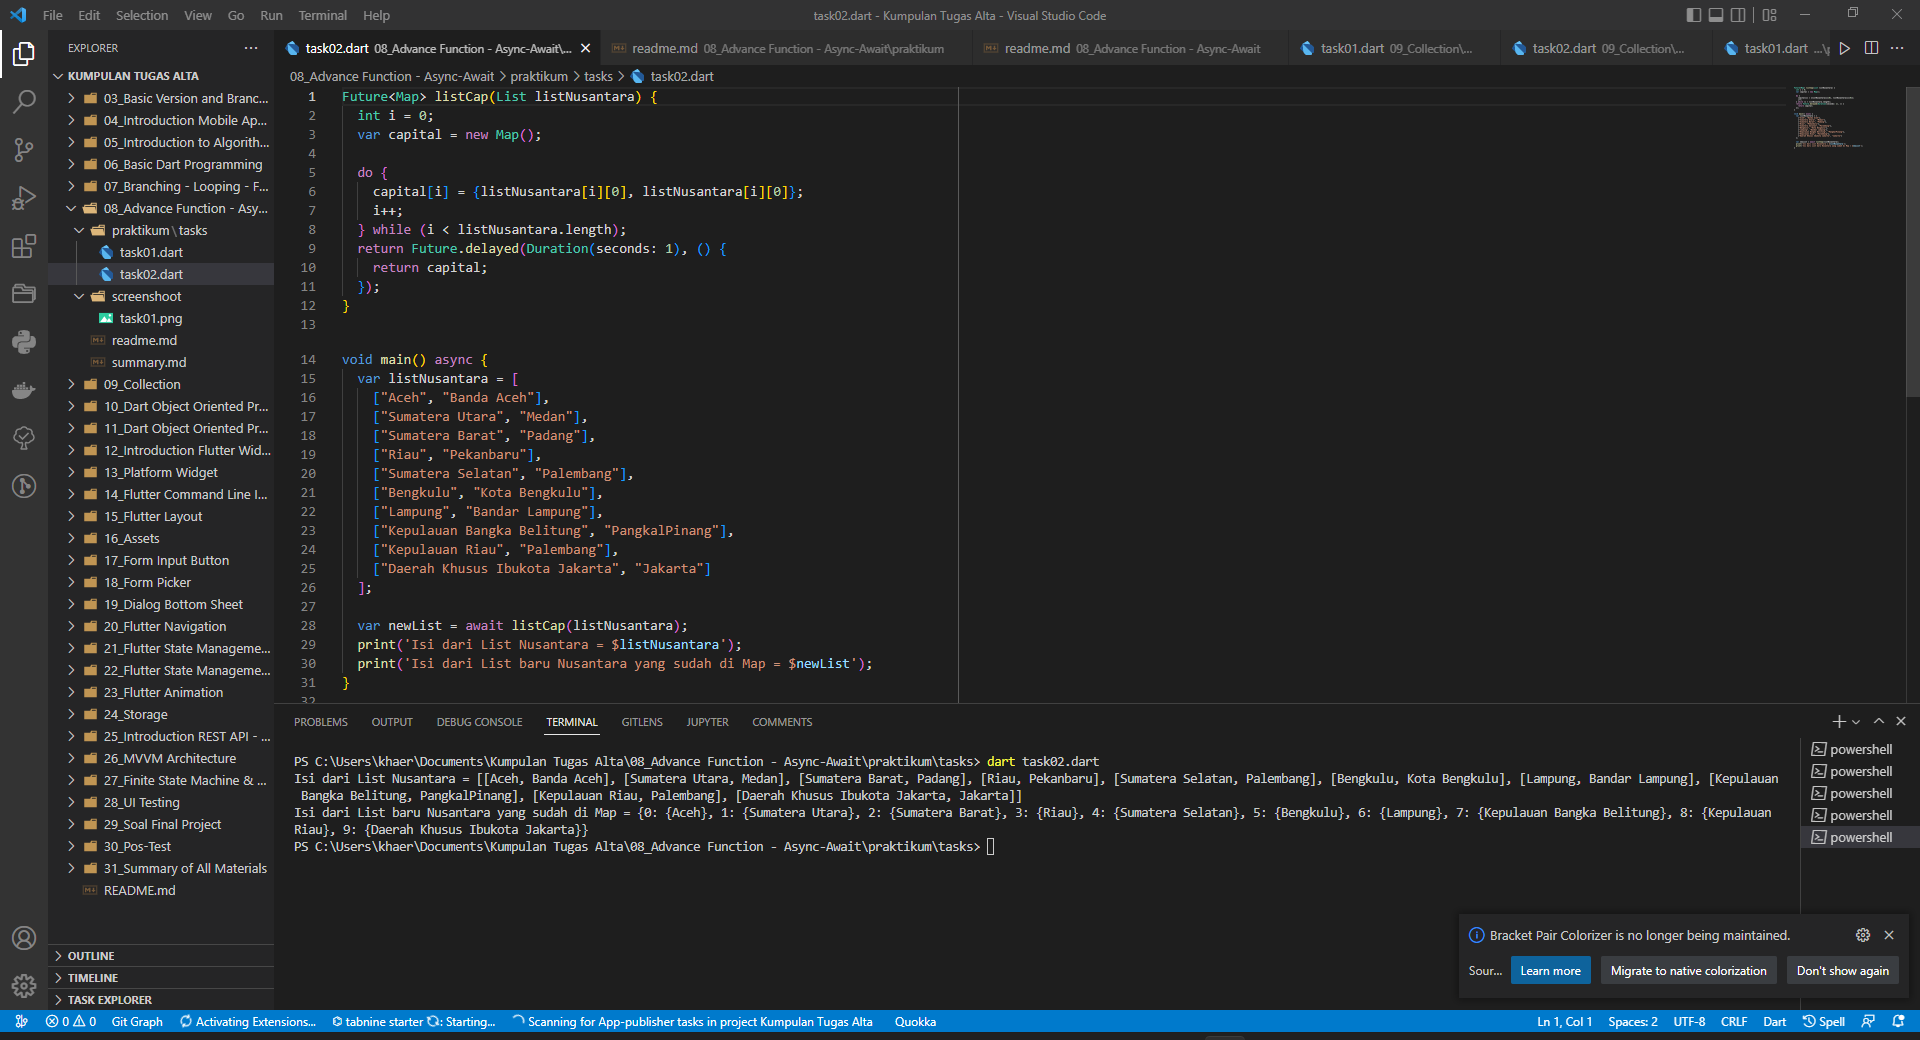 File Edit Selection View Go Run Terminal Help
task02.dart - Kumpulan Tugas Alta - Visual Studio Code
EXPLORER
KUMPULAN TUGAS ALTA
03_Basic Version and Branc...
04_Introduction Mobile Ap...
05_Introduction to Algorith...
06_Basic Dart Programming
07_Branching - Looping - F...
08_Advance Function - Asy...
praktikum\tasks
task01.dart
task02.dart
screenshoot
task01.png
readme.md
summary.md
09_Collection
10_Dart Object Oriented Pr...
11_Dart Object Oriented Pr...
12_Introduction Flutter Wid...
13_Platform Widget
14_Flutter Command Line I...
15_Flutter Layout
16_Assets
17_Form Input Button
18_Form Picker
19_Dialog Bottom Sheet
20_Flutter Navigation
21_Flutter State Manageme...
22_Flutter State Manageme...
23_Flutter Animation
24_Storage
25_Introduction REST API - ...
26_MVVM Architecture
27_Finite State Machine & ...
28_UI Testing
29_Soal Final Project
30_Pos-Test
31_Summary of All Materials
README.md
OUTLINE
TIMELINE
TASK EXPLORER
task02.dart 08_Advance Function - Async-Await\...
readme.md 08_Advance Function - Async-Await\praktikum
readme.md 08_Advance Function - Async-Await
task01.dart 09_Collection\...
task02.dart 09_Collection\...
task01.dart ...\p
08_Advance Function - Async-Await > praktikum > tasks > task02.dart
1 Future<Map> listCap(List listNusantara) {
2 int i = 0;
3 var capital = new Map();
4
5 do {
6 capital[i] = {listNusantara[i][0], listNusantara[i][0]};
7 i++;
8 } while (i < listNusantara.length);
9 return Future.delayed(Duration(seconds: 1), () {
10 return capital;
11 });
12 }
13
14 void main() async {
15 var listNusantara = [
16 ["Aceh", "Banda Aceh"],
17 ["Sumatera Utara", "Medan"],
18 ["Sumatera Barat", "Padang"],
19 ["Riau", "Pekanbaru"],
20 ["Sumatera Selatan", "Palembang"],
21 ["Bengkulu", "Kota Bengkulu"],
22 ["Lampung", "Bandar Lampung"],
23 ["Kepulauan Bangka Belitung", "PangkalPinang"],
24 ["Kepulauan Riau", "Palembang"],
25 ["Daerah Khusus Ibukota Jakarta", "Jakarta"]
26 ];
27
28 var newList = await listCap(listNusantara);
29 print('Isi dari List Nusantara = $listNusantara');
30 print('Isi dari List baru Nusantara yang sudah di Map = $newList');
31 }
32
PROBLEMS OUTPUT DEBUG CONSOLE TERMINAL GITLENS JUPYTER COMMENTS
PS C:\Users\khaer\Documents\Kumpulan Tugas Alta\08_Advance Function - Async-Await\praktikum\tasks> dart task02.dart
Isi dari List Nusantara = [[Aceh, Banda Aceh], [Sumatera Utara, Medan], [Sumatera Barat, Padang], [Riau, Pekanbaru], [Sumatera Selatan, Palembang], [Bengkulu, Kota Bengkulu], [Lampung, Bandar Lampung], [Kepulauan
Bangka Belitung, PangkalPinang], [Kepulauan Riau, Palembang], [Daerah Khusus Ibukota Jakarta, Jakarta]]
Isi dari List baru Nusantara yang sudah di Map = {0: {Aceh}, 1: {Sumatera Utara}, 2: {Sumatera Barat}, 3: {Riau}, 4: {Sumatera Selatan}, 5: {Bengkulu}, 6: {Lampung}, 7: {Kepulauan Bangka Belitung}, 8: {Kepulauan
Riau}, 9: {Daerah Khusus Ibukota Jakarta}}
PS C:\Users\khaer\Documents\Kumpulan Tugas Alta\08_Advance Function - Async-Await\praktikum\tasks>
powershell
powershell
powershell
powershell
powershell
Bracket Pair Colorizer is no longer being maintained.
Sour... Learn more Migrate to native colorization Don't show again
0 0 Git Graph Activating Extensions... tabnine starter : Starting... Scanning for App-publisher tasks in project Kumpulan Tugas Alta Quokka
Ln 1, Col 1 Spaces: 2 UTF-8 CRLF Dart Spell